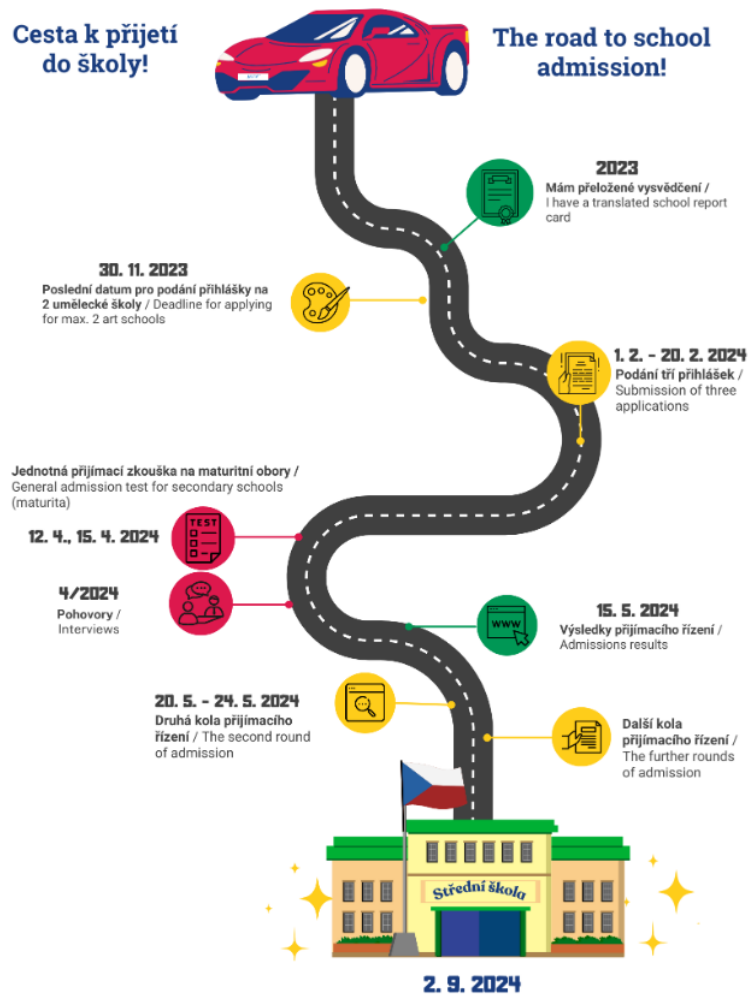 Cesta k přijetí
do školy!
The road to school
admission!
2023
Mám přeložené vysvědčení /
I have a translated school report
card
30. 11. 2023
Poslední datum pro podání přihlášky na
2 umělecké školy / Deadline for applying
for max. 2 art schools
1. 2. - 20. 2. 2024
Podání tří přihlášek /
Submission of three
applications
Jednotná přijímací zkouška na maturitní obory /
General admission test for secondary schools
(maturita)
TEST
12. 4., 15. 4. 2024
4/2024
Pohovory /
Interviews
WWW
15. 5. 2024
Výsledky přijímacího řízení /
Admissions results
20. 5. - 24. 5. 2024
Druhá kola přijímacího
řízení / The second round
of admission
Další kola
přijímacího řízení /
The further rounds
of admission
Střední škola
2. 9. 2024